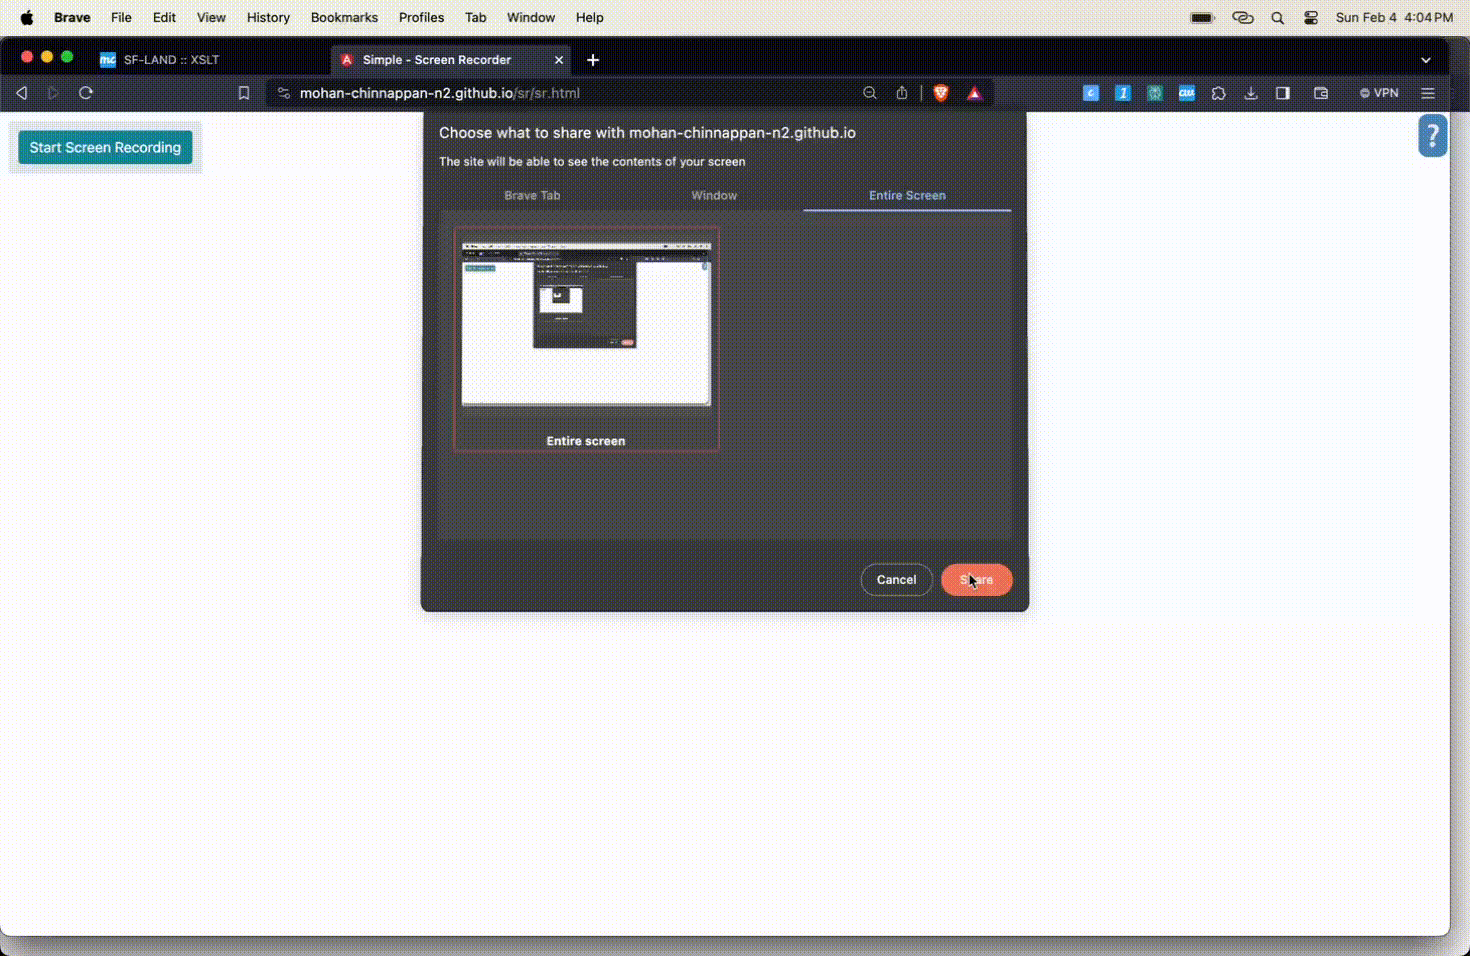 Brave File Edit View History Bookmarks Profiles Tab Window Help Sun Feb 4 4:04 PM
mc SF-LAND :: XSLT Simple - Screen Recorder
mohan-chinnappan-n2.github.io/sr/sr.html VPN
Start Screen Recording
?
Choose what to share with mohan-chinnappan-n2.github.io
The site will be able to see the contents of your screen
Brave Tab Window Entire Screen
Entire screen
Cancel Share